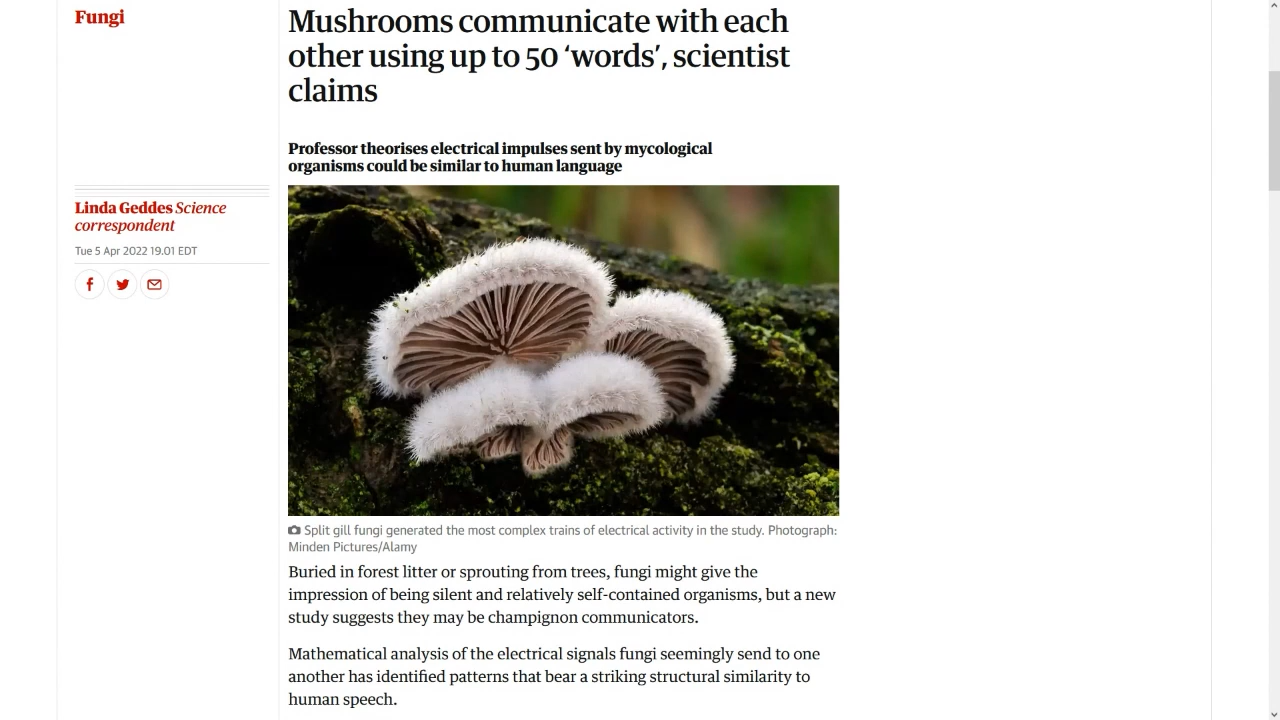 Fungi
Mushrooms communicate with each
other using up to 50 ‘words’, scientist
claims
Professor theorises electrical impulses sent by mycological
organisms could be similar to human language
Linda Geddes Science
correspondent
Tue 5 Apr 2022 19.01 EDT
Split gill fungi generated the most complex trains of electrical activity in the study. Photograph:
Minden Pictures/Alamy
Buried in forest litter or sprouting from trees, fungi might give the
impression of being silent and relatively self-contained organisms, but a new
study suggests they may be champignon communicators.
Mathematical analysis of the electrical signals fungi seemingly send to one
another has identified patterns that bear a striking structural similarity to
human speech.